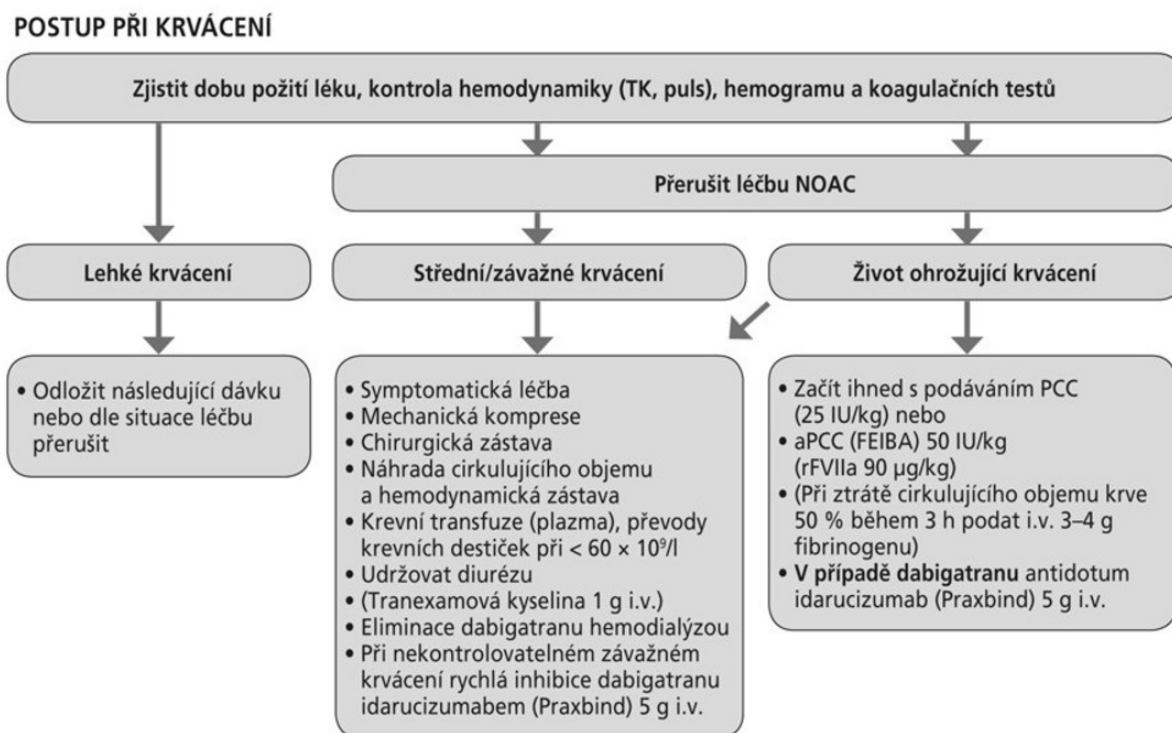 POSTUP PŘI KRVÁCENÍ
Zjistit dobu požití léku, kontrola hemodynamiky (TK, puls), hemogramu a koagulačních testů
Přerušit léčbu NOAC
Lehké krvácení
Střední/závažné krvácení
Život ohrožující krvácení
• Odložit následující dávku
nebo dle situace léčbu
přerušit
• Symptomatická léčba
• Mechanická komprese
• Chirurgická zástava
• Náhrada cirkulujícího objemu
a hemodynamická zástava
• Krevní transfuze (plazma), převody
krevních destiček při < 60 × 10⁹/l
• Udržovat diurézu
• (Tranexamová kyselina 1 g i.v.)
• Eliminace dabigatranu hemodialýzou
• Při nekontrolovatelném závažném
krvácení rychlá inhibice dabigatranu
idarucizumabem (Praxbind) 5 g i.v.
• Začít ihned s podáváním PCC
(25 IU/kg) nebo
• aPCC (FEIBA) 50 IU/kg
(rFVIIa 90 µg/kg)
• (Při ztrátě cirkulujícího objemu krve
50 % během 3 h podat i.v. 3–4 g
fibrinogenu)
• V případě dabigatranu antidotum
idarucizumab (Praxbind) 5 g i.v.